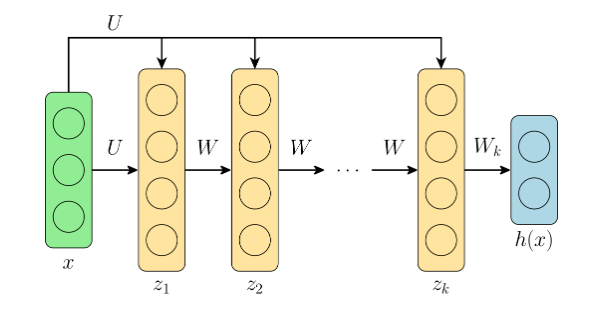 U
U W W ... W W_k
x z_1 z_2 z_k h(x)